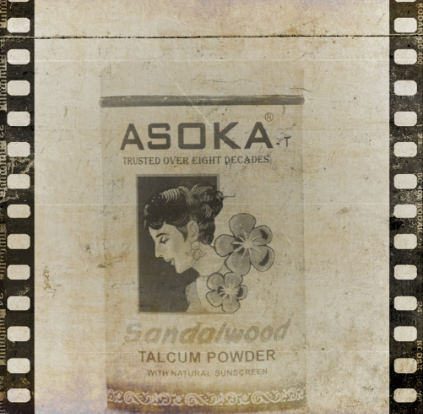 ASOKA®-T
TRUSTED OVER EIGHT DECADES
Sandalwood
TALCUM POWDER
WITH NATURAL SUNSCREEN